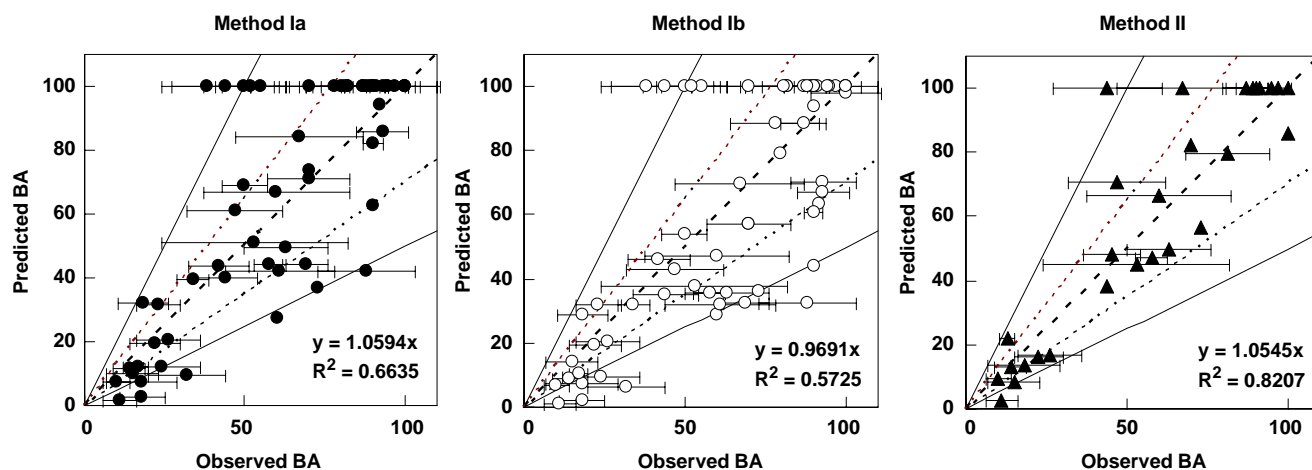 Method Ia
Predicted BA
100
80
60
40
20
0
y = 1.0594x
R² = 0.6635
0
50
100
Observed BA
Method Ib
Predicted BA
100
80
60
40
20
0
y = 0.9691x
R² = 0.5725
0
50
100
Observed BA
Method II
Predicted BA
100
80
60
40
20
0
y = 1.0545x
R² = 0.8207
0
50
100
Observed BA